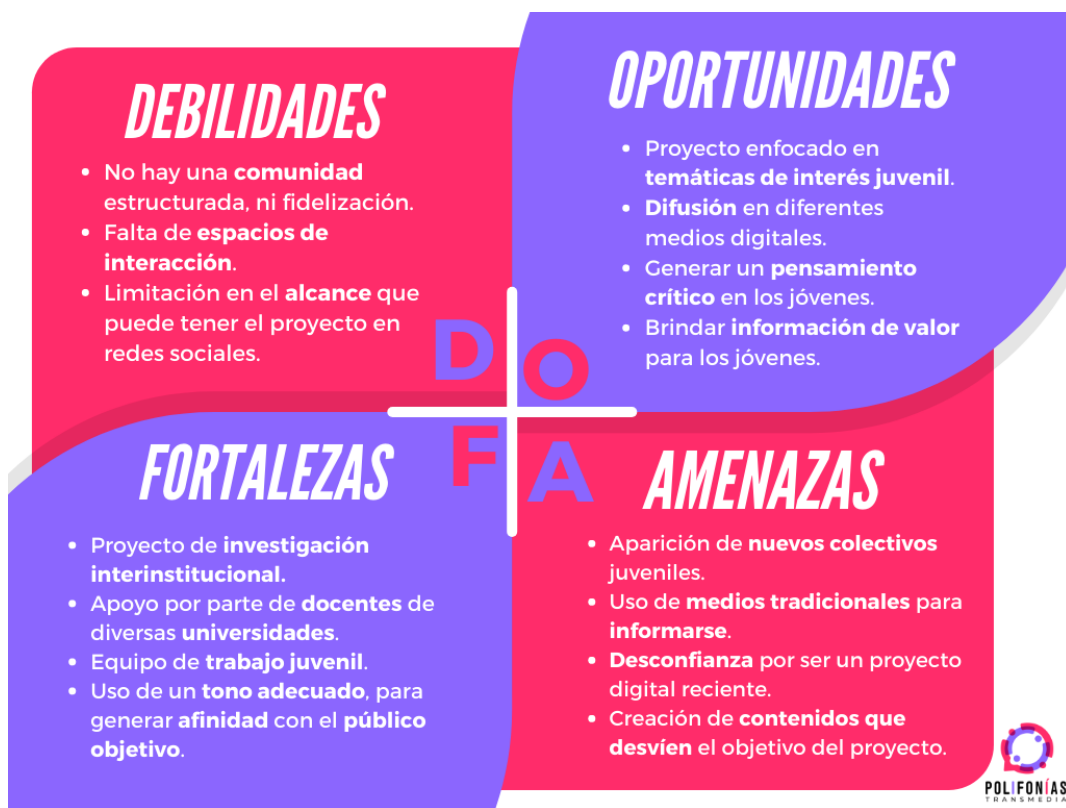 DEBILIDADES
• No hay una comunidad
estructurada, ni fidelización.
• Falta de espacios de
interacción.
• Limitación en el alcance que
puede tener el proyecto en
redes sociales.
OPORTUNIDADES
• Proyecto enfocado en
temáticas de interés juvenil.
• Difusión en diferentes
medios digitales.
• Generar un pensamiento
crítico en los jóvenes.
• Brindar información de valor
para los jóvenes.
D O
F A
FORTALEZAS
• Proyecto de investigación
interinstitucional.
• Apoyo por parte de docentes de
diversas universidades.
• Equipo de trabajo juvenil.
• Uso de un tono adecuado, para
generar afinidad con el público
objetivo.
AMENAZAS
• Aparición de nuevos colectivos
juveniles.
• Uso de medios tradicionales para
informarse.
• Desconfianza por ser un proyecto
digital reciente.
• Creación de contenidos que
desvíen el objetivo del proyecto.
POLIFONÍAS
TRANSMEDIA